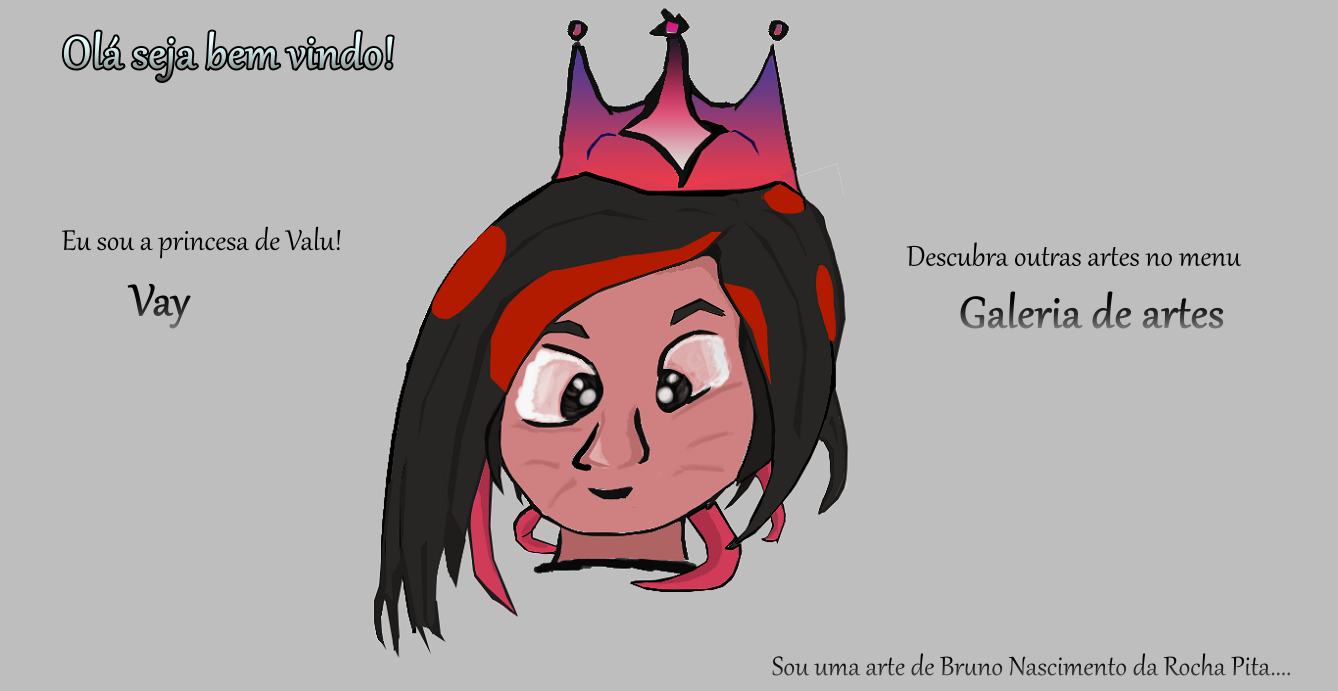 Olá seja bem vindo!
Eu sou a princesa de Valu!
Vay
Descubra outras artes no menu
Galeria de artes
Sou uma arte de Bruno Nascimento da Rocha Pita....